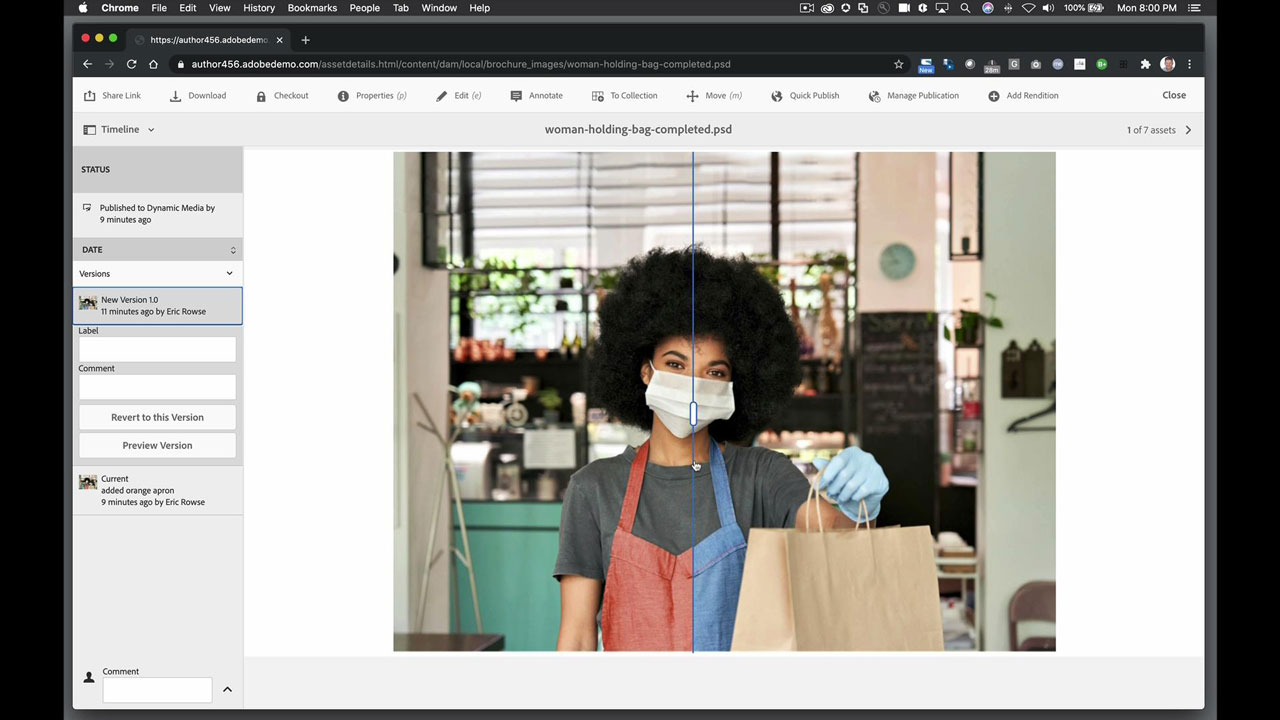 Chrome File Edit View History Bookmarks People Tab Window Help 100% Mon 8:00 PM
https://author456.adobedemo.
author456.adobedemo.com/assetdetails.html/content/dam/local/brochure_images/woman-holding-bag-completed.psd
New 28m
Share Link Download Checkout Properties (p) Edit (e) Annotate To Collection Move (m) Quick Publish Manage Publication Add Rendition Close
Timeline woman-holding-bag-completed.psd 1 of 7 assets
STATUS
Published to Dynamic Media by
9 minutes ago
DATE
Versions
New Version 1.0
11 minutes ago by Eric Rowse
Label
Comment
Revert to this Version
Preview Version
Current
added orange apron
9 minutes ago by Eric Rowse
Comment